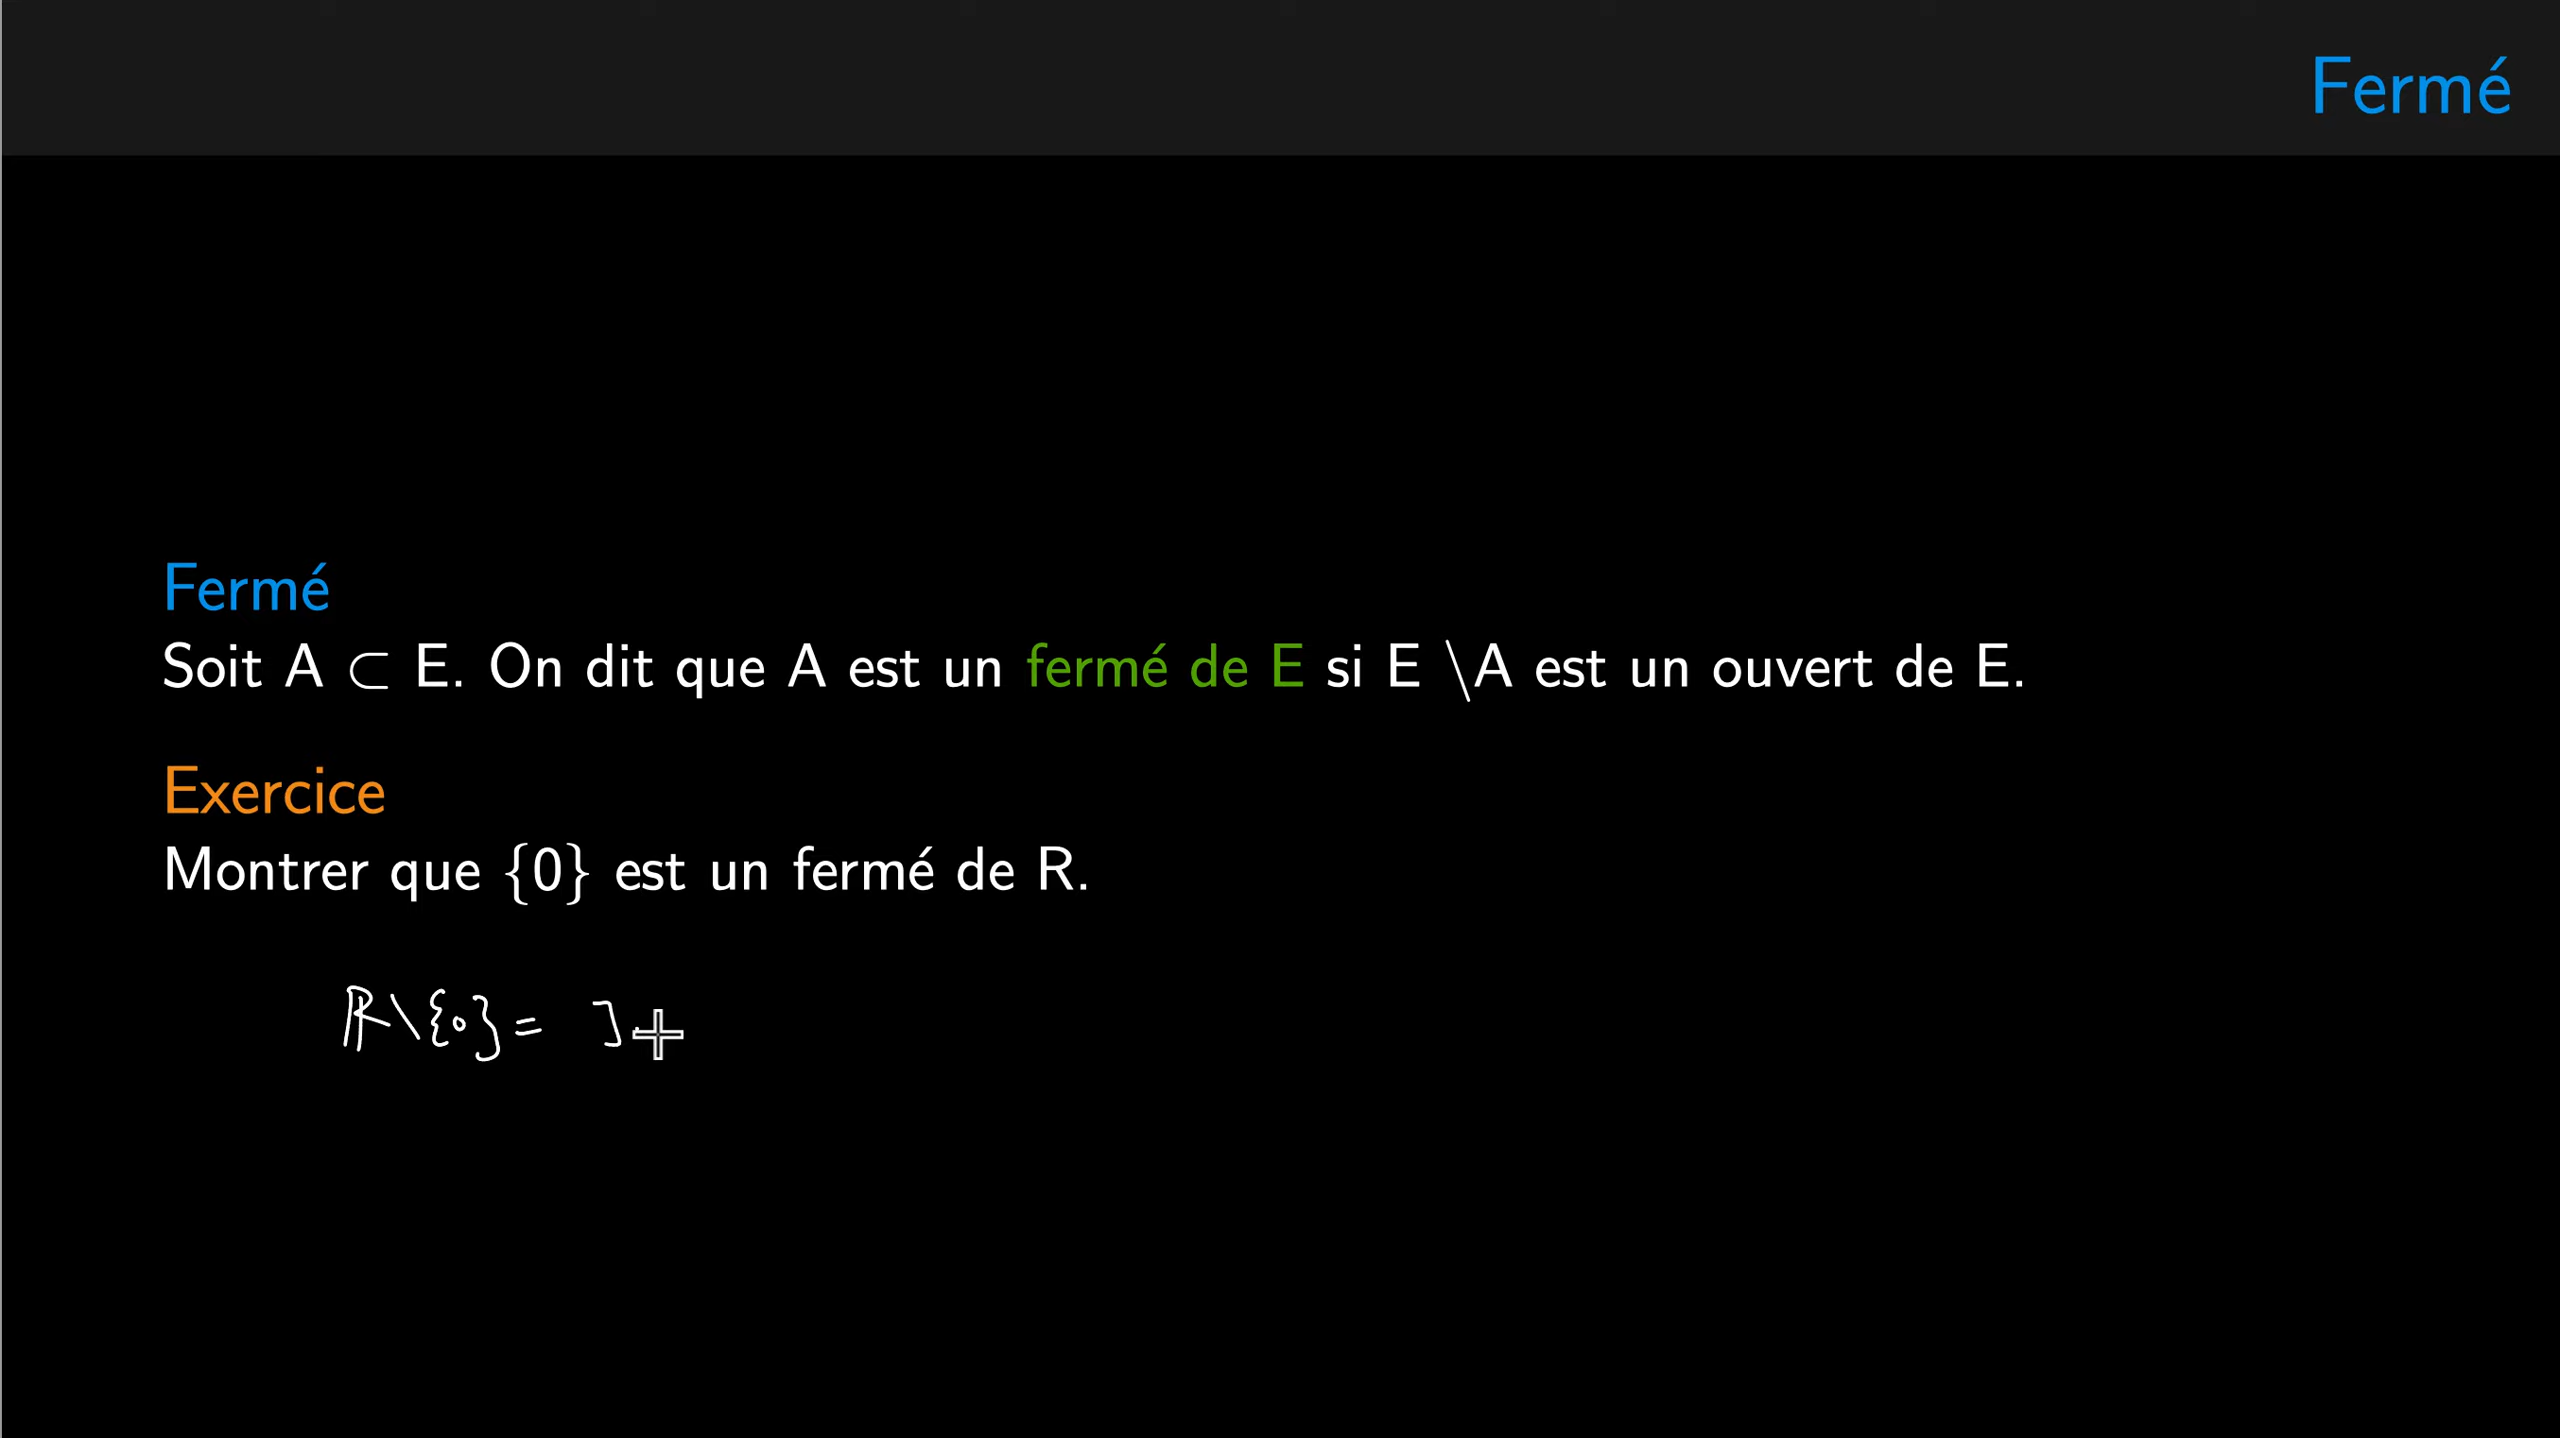 Fermé
Fermé
Soit A ⊂ E. On dit que A est un fermé de E si E \A est un ouvert de E.
Exercice
Montrer que {0} est un fermé de R.
ℝ\{0}= ]